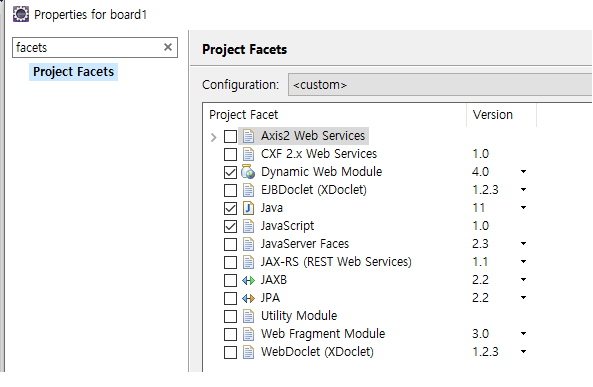 Properties for board1
facets
Project Facets
Project Facets
Configuration: <custom>
Project Facet Version
Axis2 Web Services
CXF 2.x Web Services 1.0
Dynamic Web Module 4.0
EJBDoclet (XDoclet) 1.2.3
Java 11
JavaScript 1.0
JavaServer Faces 2.3
JAX-RS (REST Web Services) 1.1
JAXB 2.2
JPA 2.2
Utility Module
Web Fragment Module 3.0
WebDoclet (XDoclet) 1.2.3